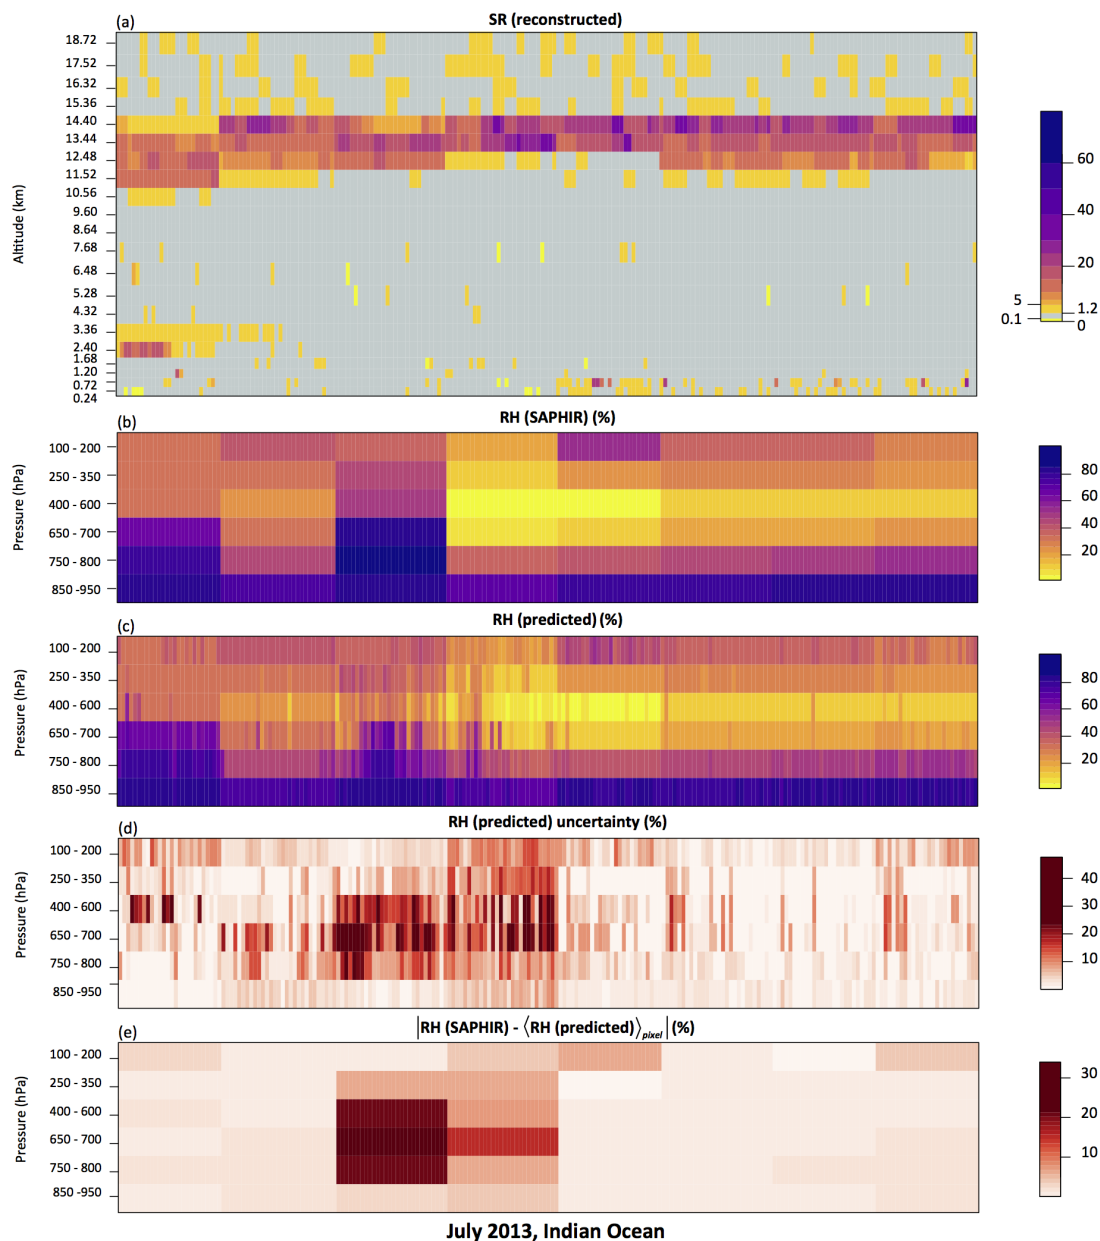 (a)
SR (reconstructed)
18.72
17.52
16.32
15.36
14.40
13.44
12.48
11.52
10.56
9.60
8.64
7.68
6.48
5.28
4.32
3.36
2.40
1.68
1.20
0.72
0.24
Altitude (km)
60
40
20
5
1.2
0.1
0
(b)
RH (SAPHIR) (%)
100 - 200
250 - 350
400 - 600
650 - 700
750 - 800
850 -950
Pressure (hPa)
80
60
40
20
(c)
RH (predicted) (%)
100 - 200
250 - 350
400 - 600
650 - 700
750 - 800
850 -950
Pressure (hPa)
80
60
40
20
(d)
RH (predicted) uncertainty (%)
100 - 200
250 - 350
400 - 600
650 - 700
750 - 800
850 -950
Pressure (hPa)
40
30
20
10
(e)
|RH (SAPHIR) - ⟨RH (predicted)⟩pixel| (%)
100 - 200
250 - 350
400 - 600
650 - 700
750 - 800
850 -950
Pressure (hPa)
30
20
10
July 2013, Indian Ocean